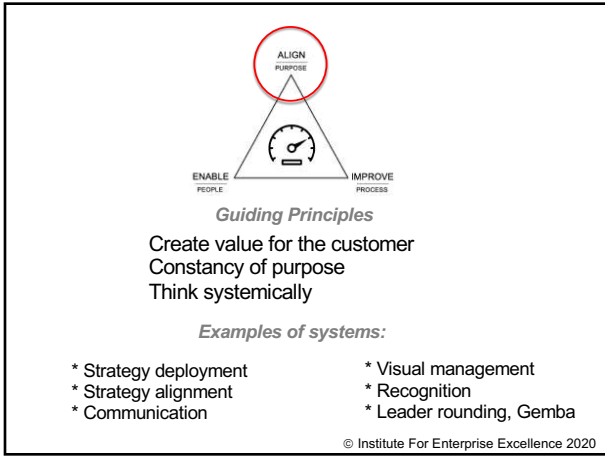 ALIGN
PURPOSE
ENABLE
PEOPLE
IMPROVE
PROCESS
Guiding Principles
Create value for the customer
Constancy of purpose
Think systemically
Examples of systems:
* Strategy deployment
* Strategy alignment
* Communication
* Visual management
* Recognition
* Leader rounding, Gemba
© Institute For Enterprise Excellence 2020